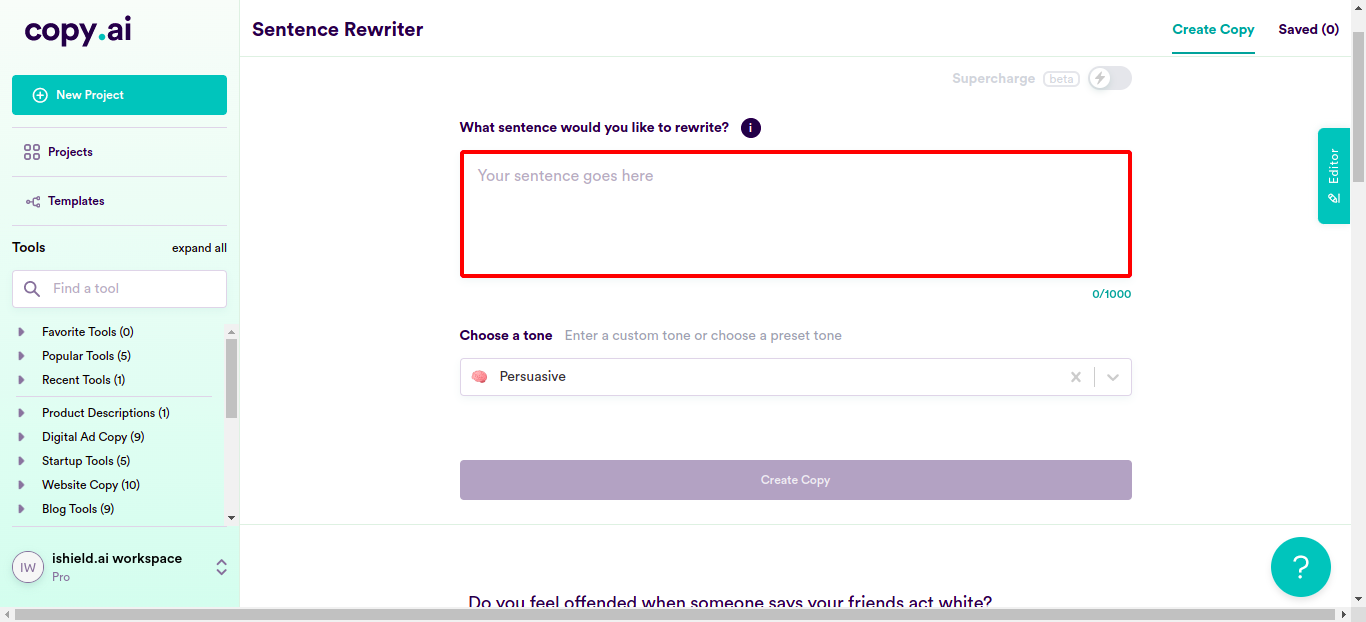 copy.ai
New Project
Projects
Templates
Tools expand all
Find a tool
Favorite Tools (0)
Popular Tools (5)
Recent Tools (1)
Product Descriptions (1)
Digital Ad Copy (9)
Startup Tools (5)
Website Copy (10)
Blog Tools (9)
IW
ishield.ai workspace
Pro
Sentence Rewriter
Create Copy Saved (0)
Supercharge beta
What sentence would you like to rewrite? i
Your sentence goes here
0/1000
Choose a tone Enter a custom tone or choose a preset tone
Persuasive
Create Copy
Do you feel offended when someone says your friends act white?
Editor
?